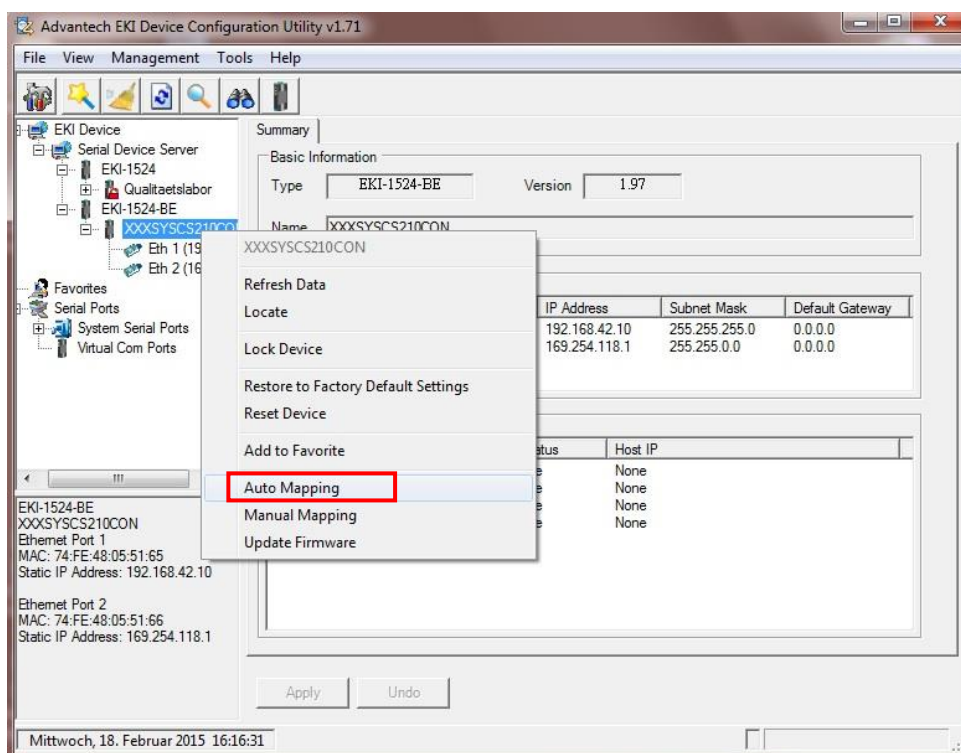 Advantech EKI Device Configuration Utility v1.71
File View Management Tools Help
EKI Device
Serial Device Server
EKI-1524
Qualitaetslabor
EKI-1524-BE
XXXSYSCS210CO
Eth 1 (19
Eth 2 (16
Favorites
Serial Ports
System Serial Ports
Virtual Com Ports
EKI-1524-BE
XXXSYSCS210CON
Ethernet Port 1
MAC: 74:FE:48:05:51:65
Static IP Address: 192.168.42.10
Ethernet Port 2
MAC: 74:FE:48:05:51:66
Static IP Address: 169.254.118.1
Summary
Basic Information
Type EKI-1524-BE Version 1.97
Name XXXSYSCS210CON
XXXSYSCS210CON
Refresh Data
Locate
Lock Device
Restore to Factory Default Settings
Reset Device
Add to Favorite
Auto Mapping
Manual Mapping
Update Firmware
IP Address Subnet Mask Default Gateway
192.168.42.10 255.255.255.0 0.0.0.0
169.254.118.1 255.255.0.0 0.0.0.0
Host IP
None
None
None
None
Apply Undo
Mittwoch, 18. Februar 2015 16:16:31